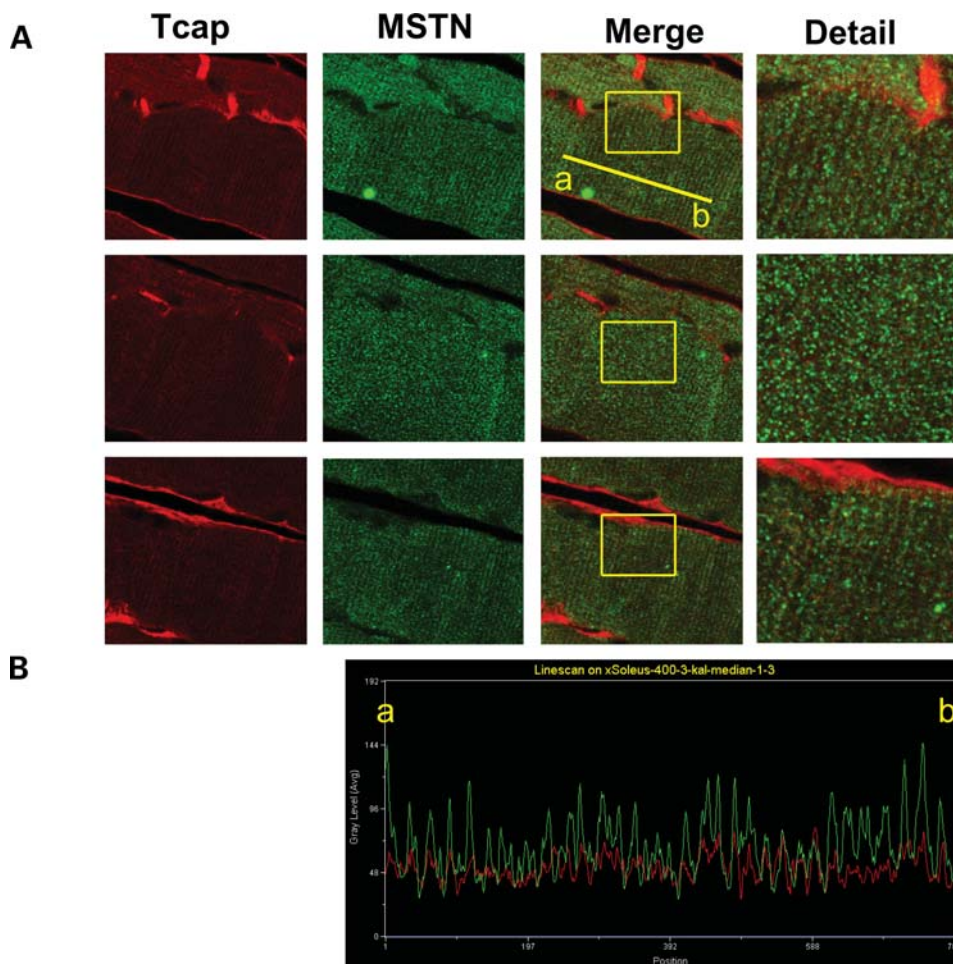 A
Tcap MSTN Merge Detail
a
b
B
Linescan on xSoleus-400-3-kal-median-1-3
192
a b
144
Gray Level (Avg)
96
48
0
1 197 392 588
Position